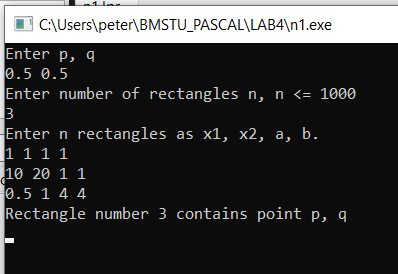 n1.lpr
C:\Users\peter\BMSTU_PASCAL\LAB4\n1.exe
Enter p, q
0.5 0.5
Enter number of rectangles n, n <= 1000
3
Enter n rectangles as x1, x2, a, b.
1 1 1 1
10 20 1 1
0.5 1 4 4
Rectangle number 3 contains point p, q